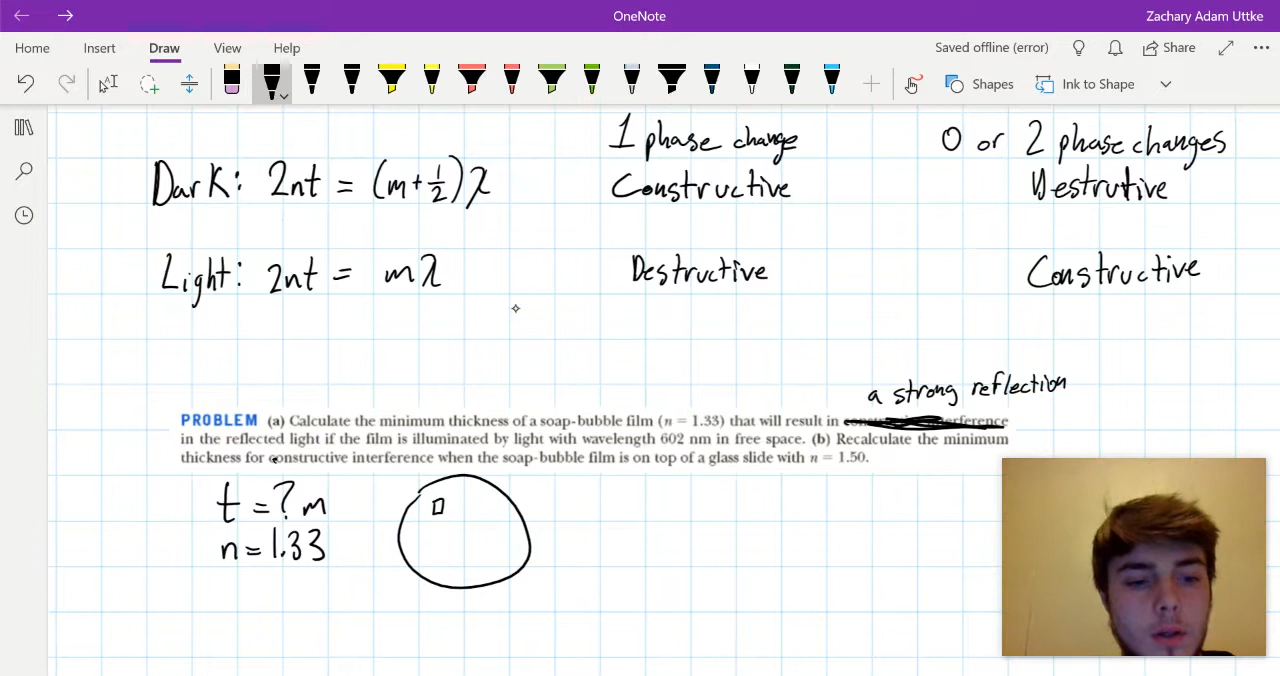 OneNote
Zachary Adam Uttke
Home Insert Draw View Help
Saved offline (error) Share
Shapes Ink to Shape
1 phase change 0 or 2 phase changes
Dark: 2nt = (m+½)λ Constructive Destrutive
Light: 2nt = mλ Destructive Constructive
a strong reflection
PROBLEM (a) Calculate the minimum thickness of a soap-bubble film (n = 1.33) that will result in
in the reflected light if the film is illuminated by light with wavelength 602 nm in free space. (b) Recalculate the minimum
thickness for constructive interference when the soap-bubble film is on top of a glass slide with n = 1.50.
t = ? m
n = 1.33